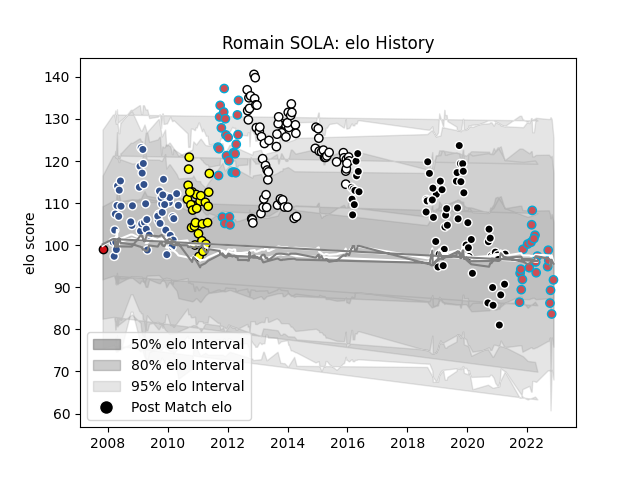 Romain SOLA: elo History
elo score
140
130
120
110
100
90
80
70
60
50% elo Interval
80% elo Interval
95% elo Interval
Post Match elo
2008 2010 2012 2014 2016 2018 2020 2022